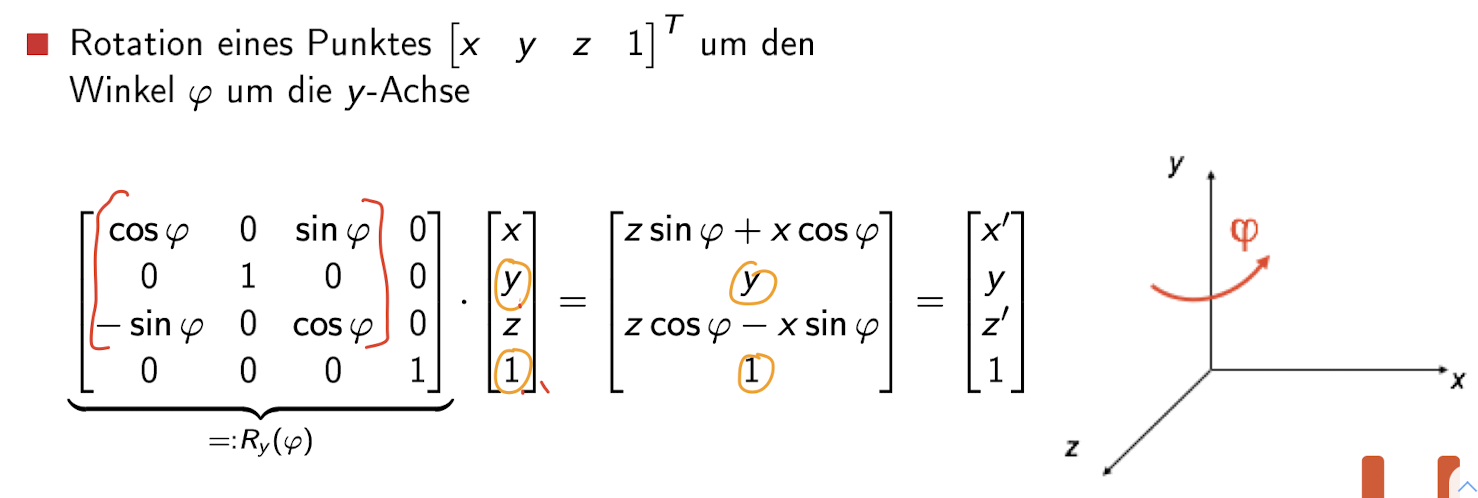 Rotation eines Punktes [x y z 1]ᵀ um den
Winkel φ um die y-Achse
[cos φ 0 sin φ 0] [x] [z sin φ + x cos φ] [x′]
[0 1 0 0] [y] [y] [y]
[− sin φ 0 cos φ 0] · [z] = [z cos φ − x sin φ] = [z′]
[0 0 0 1] [1] [1] [1]
=: R_y(φ)
y
φ
x
z